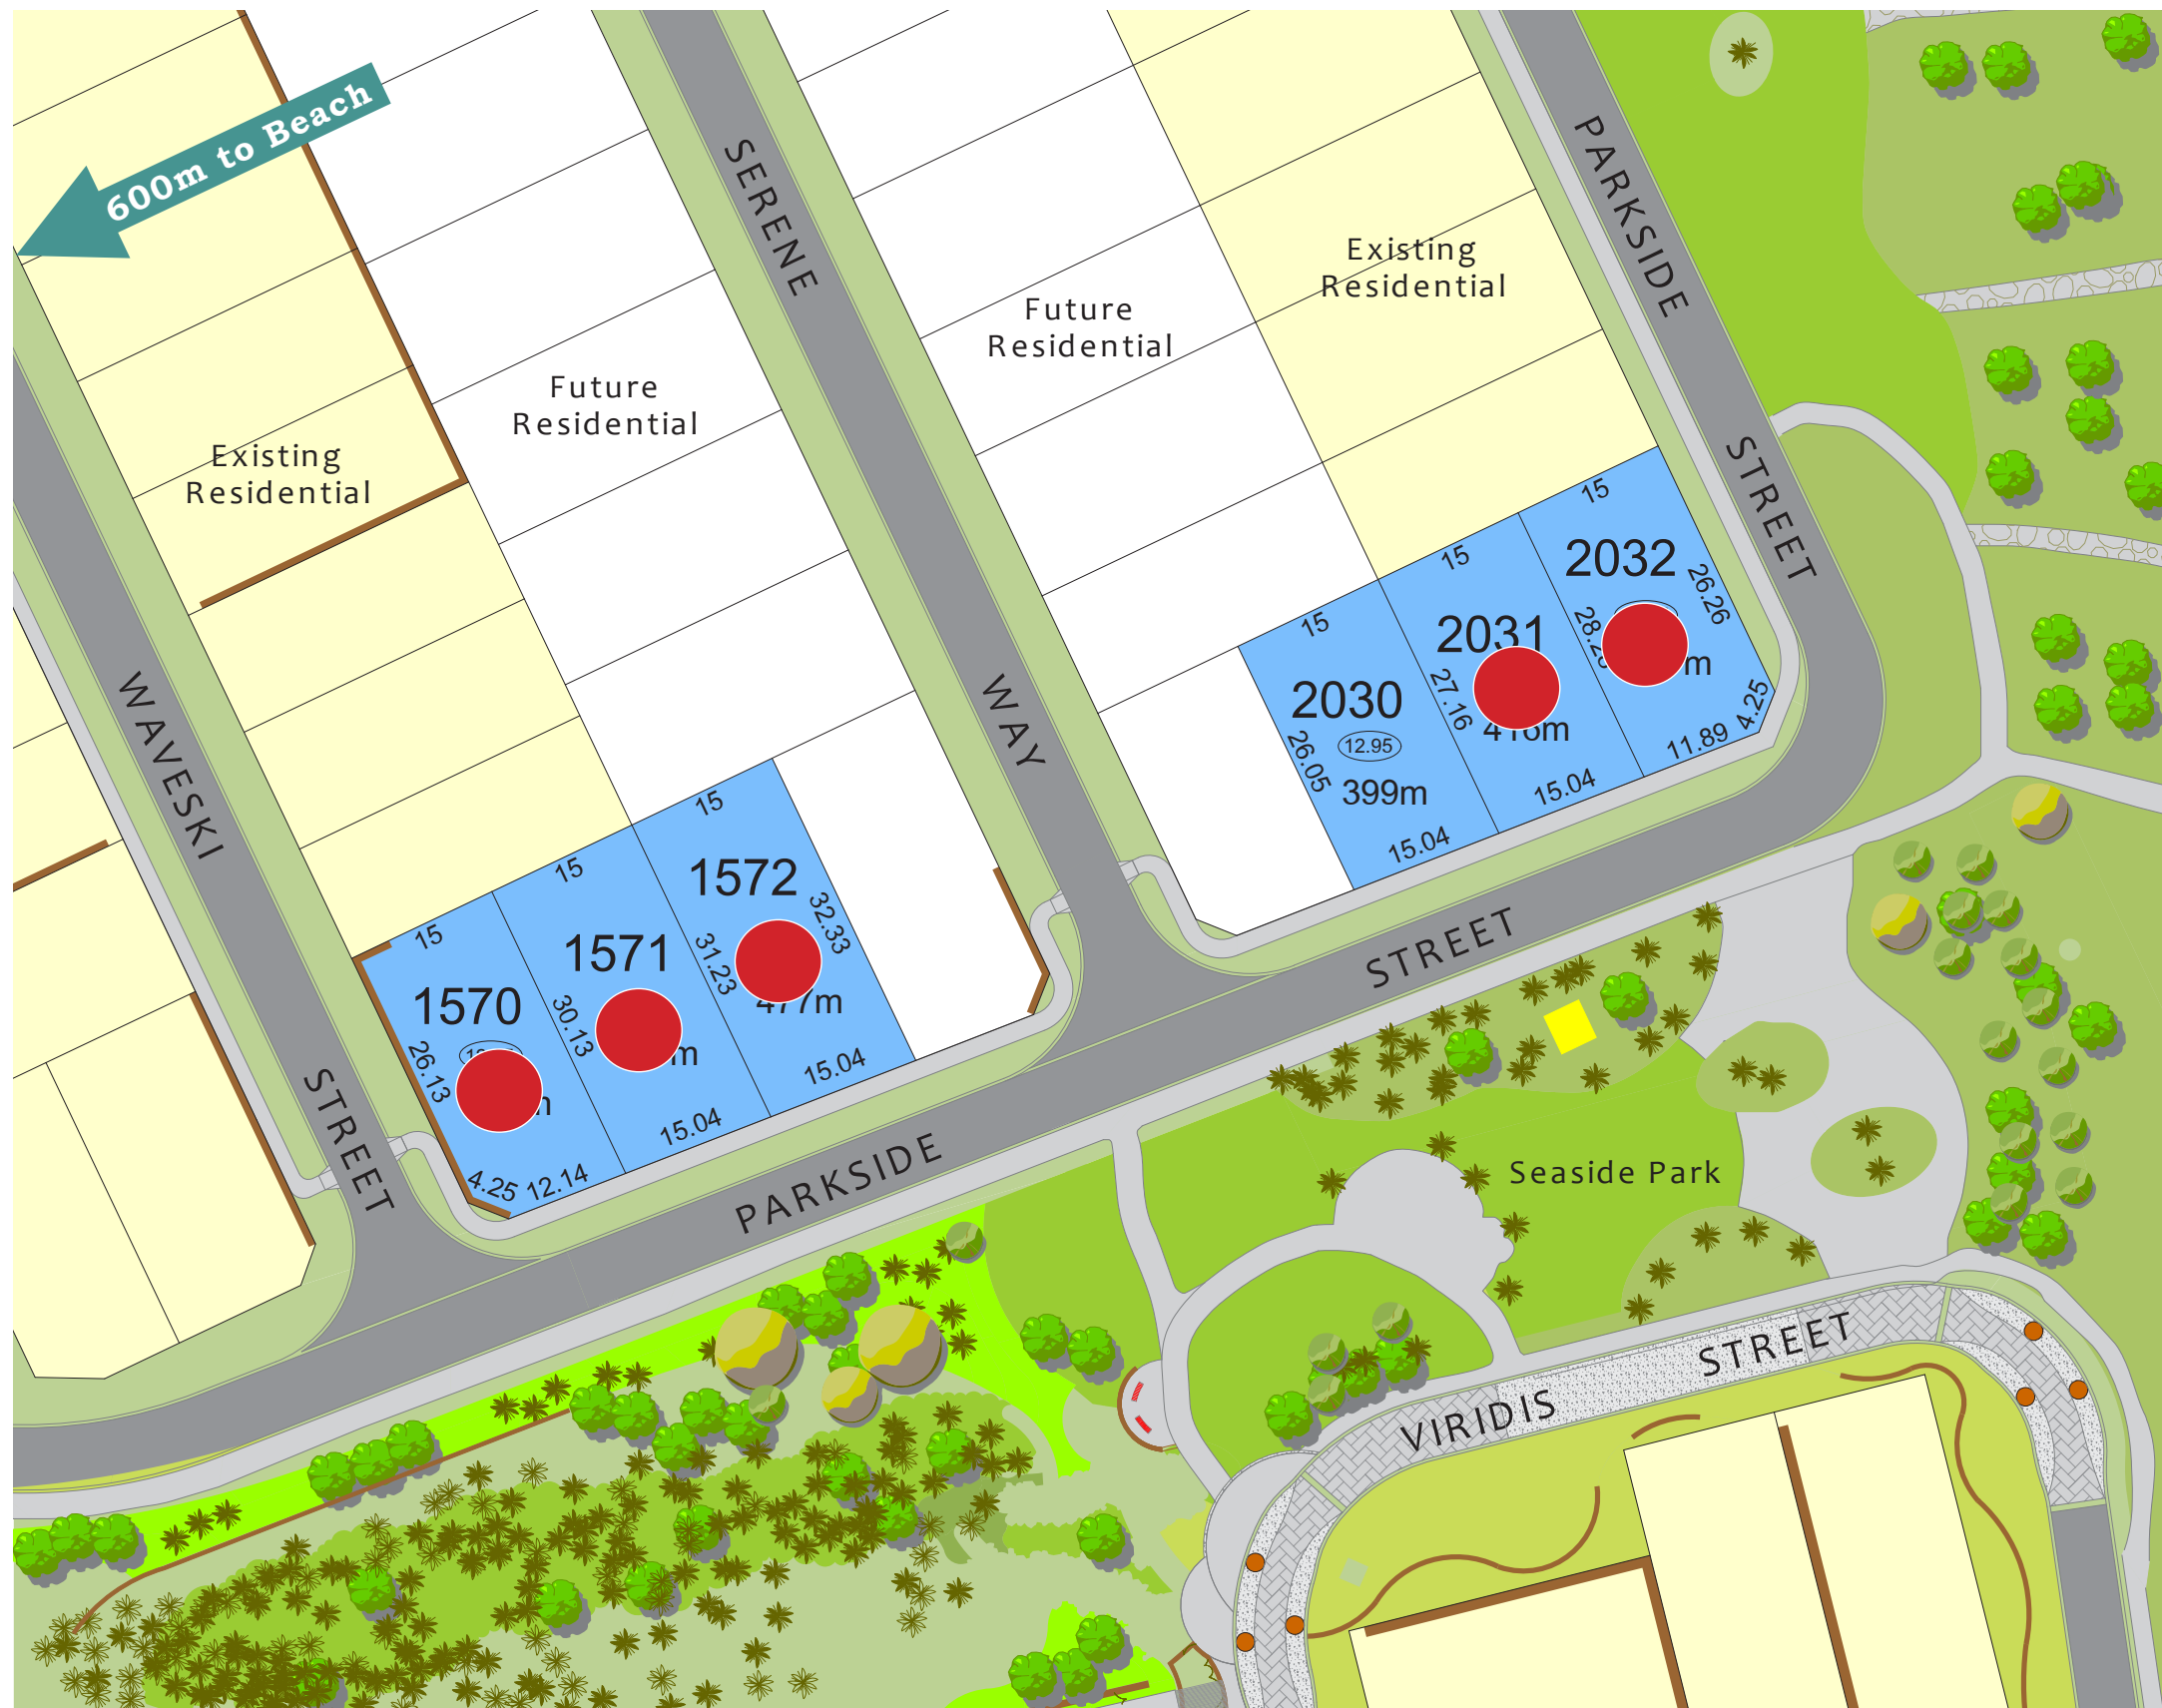 600m to Beach
SERENE
WAY
PARKSIDE
STREET
Existing
Residential
Future
Residential
Future
Residential
Existing
Residential
WAVESKI
STREET
15
2032
26.26
4.25
11.89
15
2031
27.16
15.04
15
2030
12.95
26.05
399m
15.04
15
1572
32.33
31.23
477m
15.04
15
1571
30.13
m
15.04
15
1570
26.13
4.25
12.14
m
PARKSIDE
STREET
Seaside Park
VIRIDIS
STREET